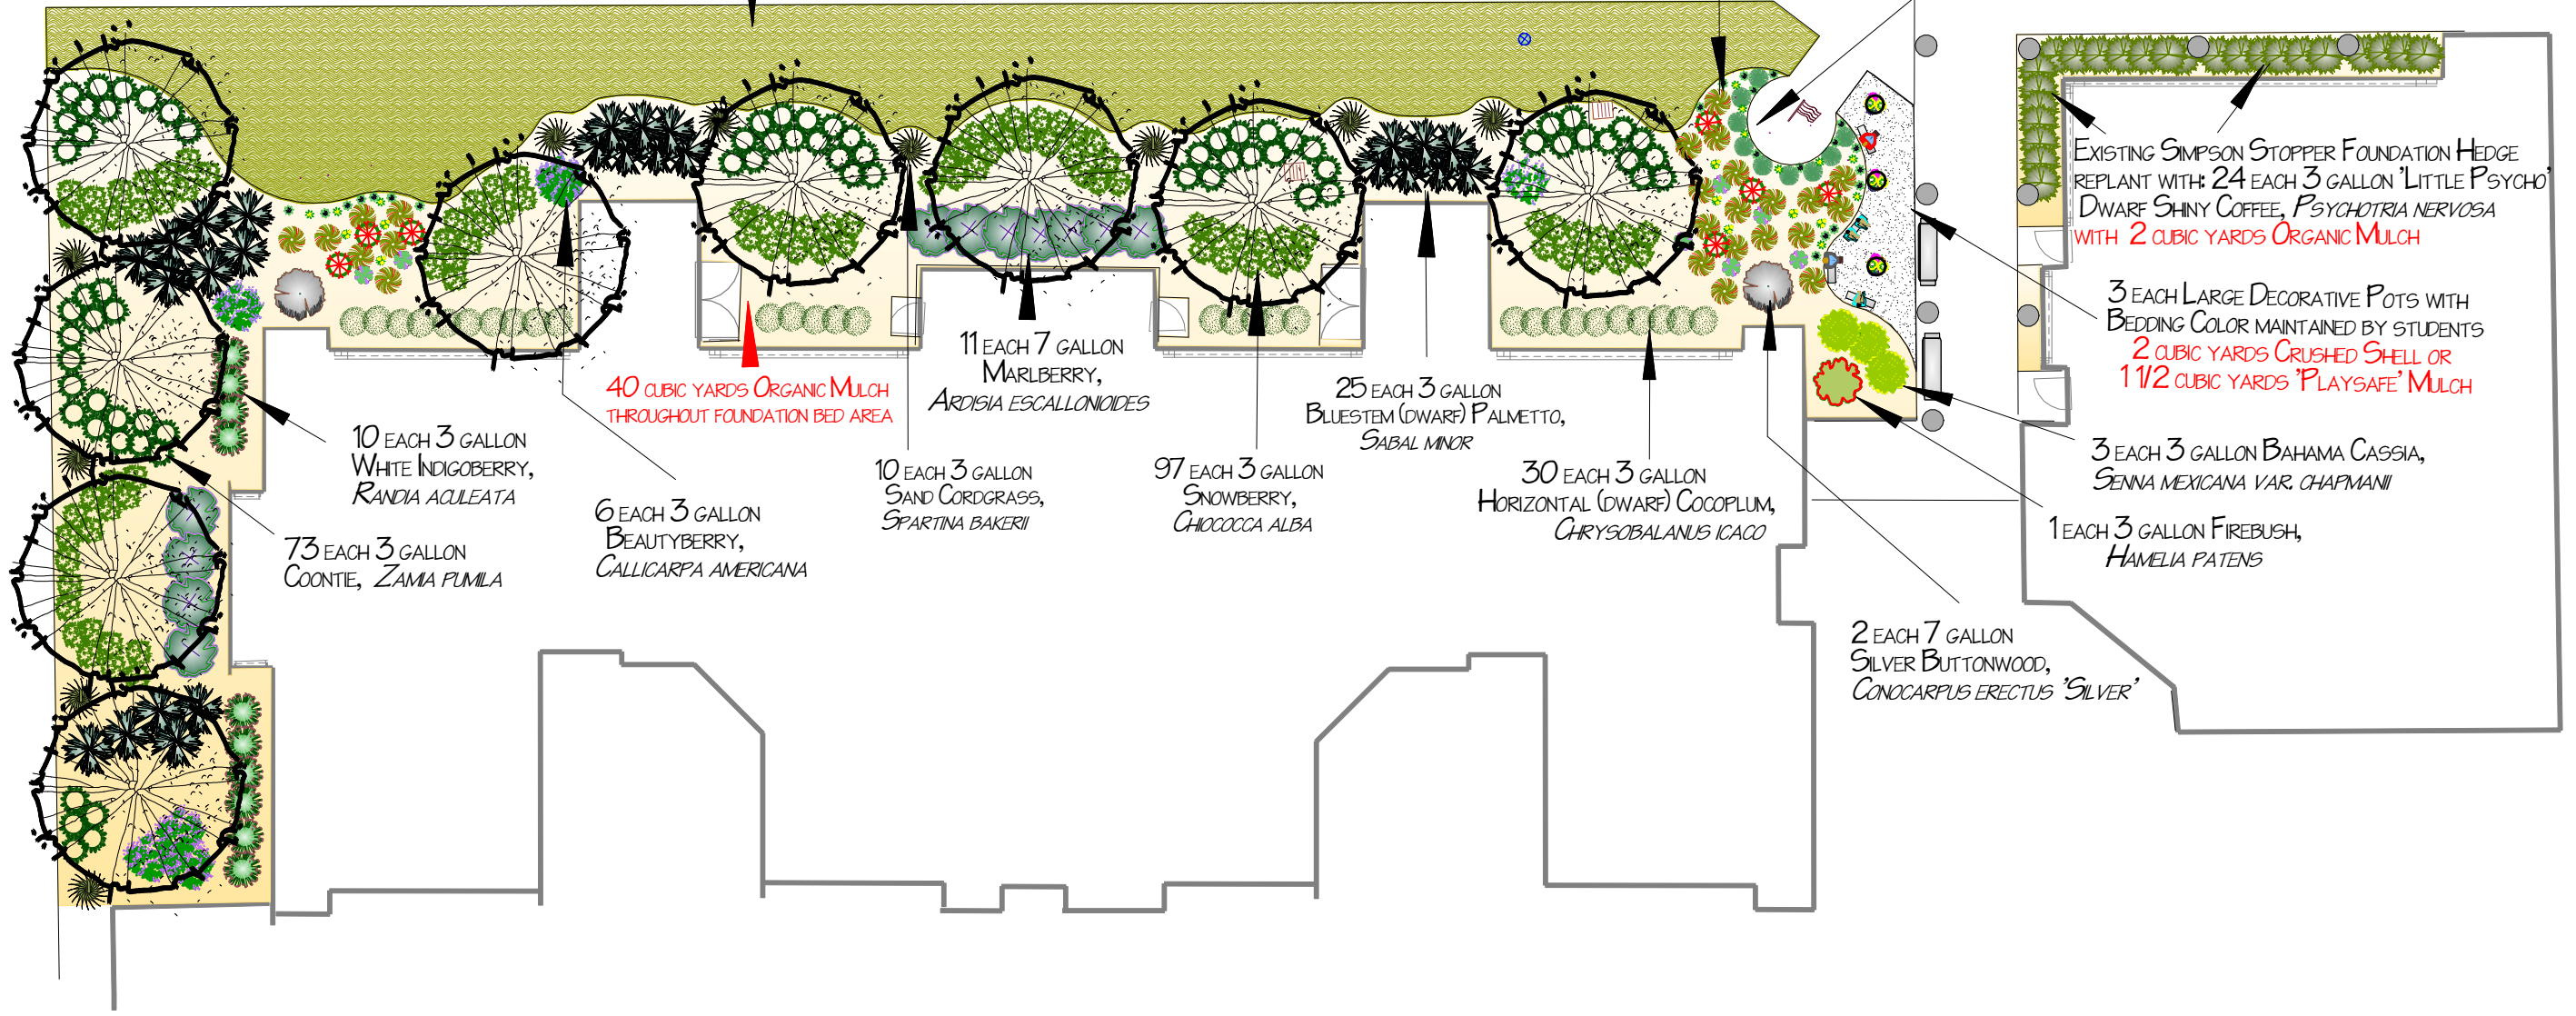 Existing Simpson Stopper Foundation Hedge
replant with: 24 each 3 gallon 'Little Psycho'
Dwarf Shiny Coffee, Psychotria nervosa
with 2 cubic yards Organic Mulch
3 each Large Decorative Pots with
Bedding Color maintained by students
2 cubic yards Crushed Shell or
1 1/2 cubic yards 'Playsafe' Mulch
11 each 7 gallon
Marlberry,
Ardisia escallonioides
40 cubic yards Organic Mulch
throughout foundation bed area
25 each 3 gallon
Bluestem (dwarf) Palmetto,
Sabal minor
10 each 3 gallon
White Indigoberry,
Randia aculeata
10 each 3 gallon
Sand Cordgrass,
Spartina bakerii
97 each 3 gallon
Snowberry,
Chiococca alba
30 each 3 gallon
Horizontal (dwarf) Cocoplum,
Chrysobalanus icaco
3 each 3 gallon Bahama Cassia,
Senna mexicana var. chapmanii
6 each 3 gallon
Beautyberry,
Callicarpa americana
73 each 3 gallon
Coontie, Zamia pumila
1 each 3 gallon Firebush,
Hamelia patens
2 each 7 gallon
Silver Buttonwood,
Conocarpus erectus 'Silver'